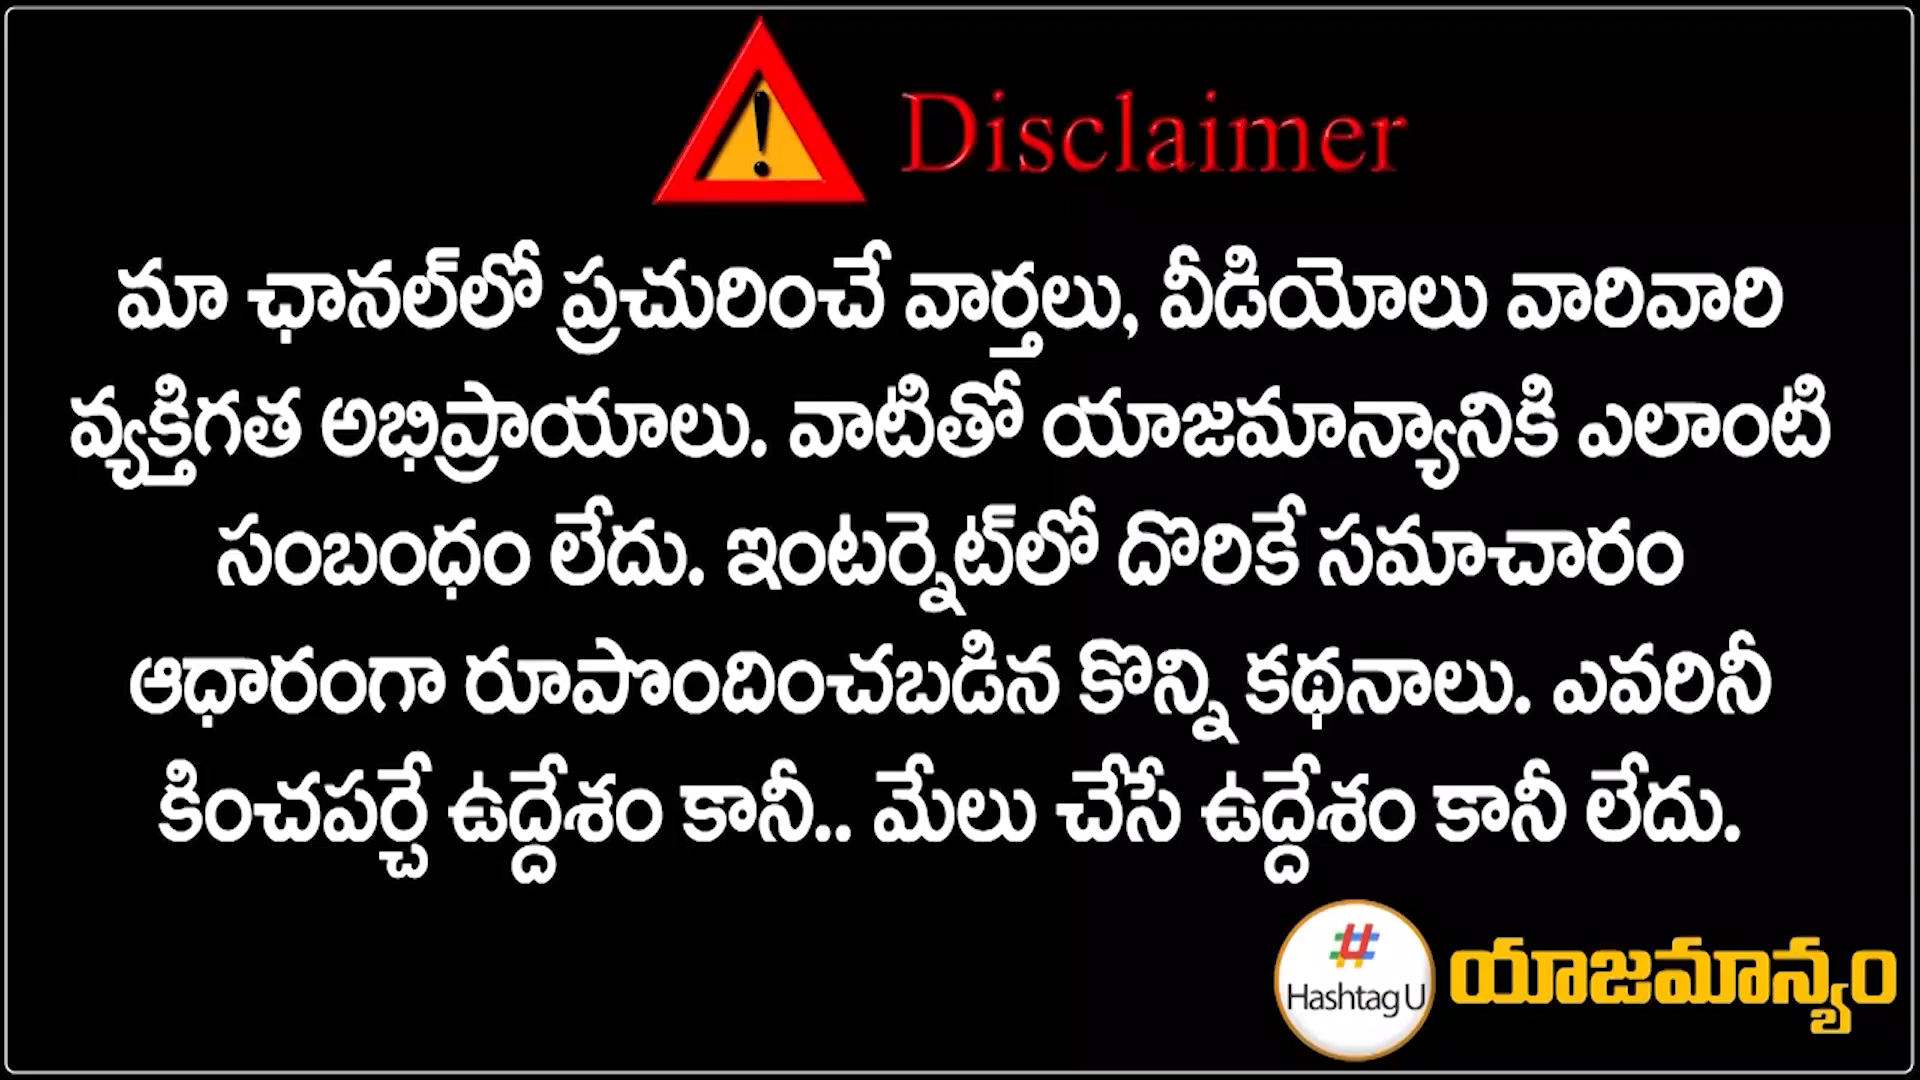 Disclaimer
మా ఛానల్‌లో ప్రచురించే వార్తలు, వీడియోలు వారివారి
వ్యక్తిగత అభిప్రాయాలు. వాటితో యాజమాన్యానికి ఎలాంటి
సంబంధం లేదు. ఇంటర్నెట్‌లో దొరికే సమాచారం
ఆధారంగా రూపొందించబడిన కొన్ని కథనాలు. ఎవరినీ
కించపర్చే ఉద్దేశం కానీ.. మేలు చేసే ఉద్దేశం కానీ లేదు.
#
Hashtag U
యాజమాన్యం